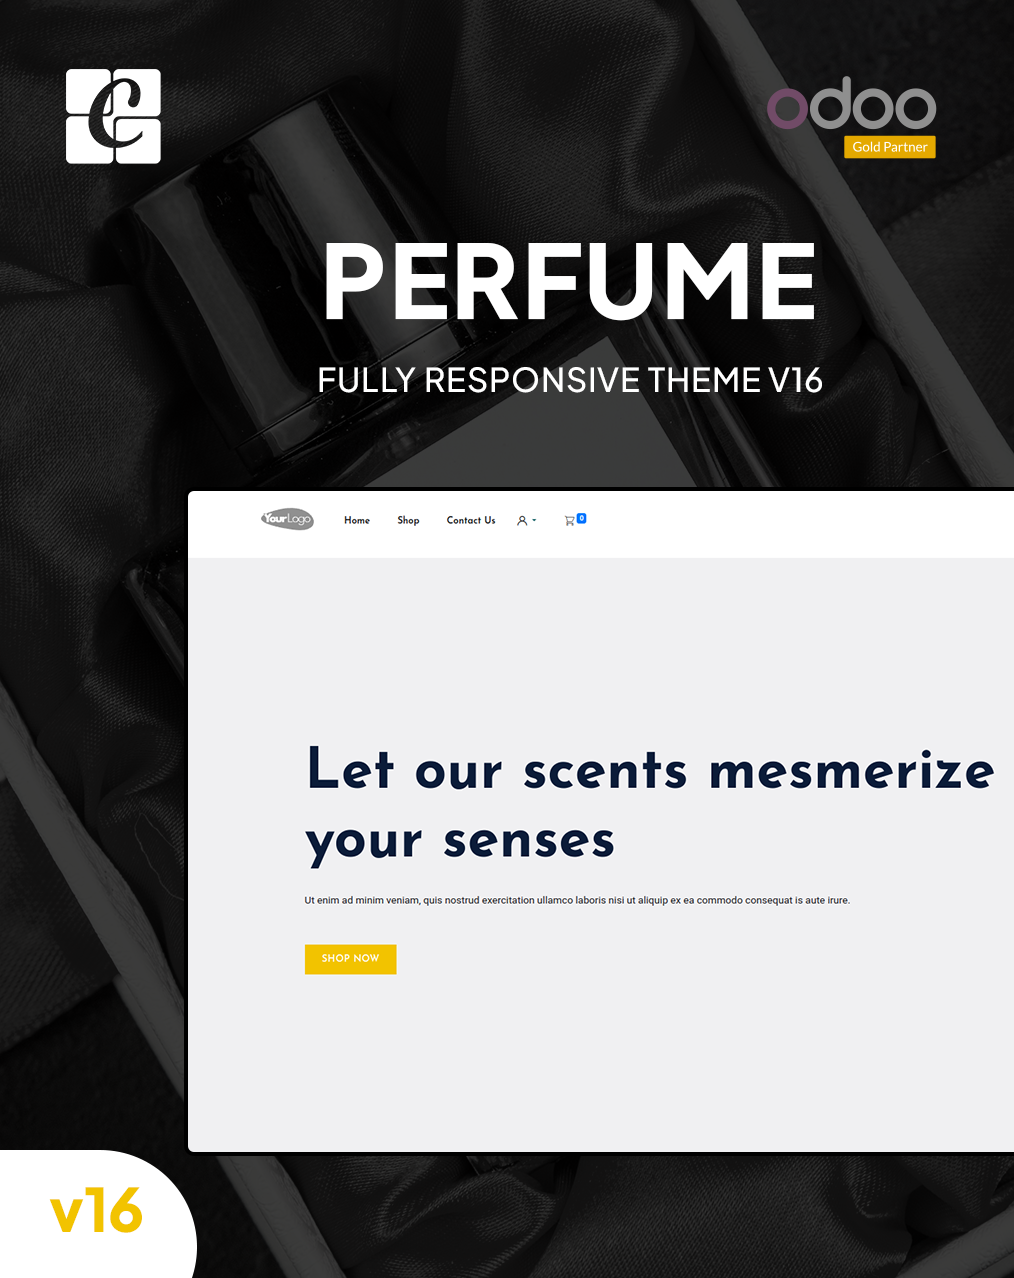 C
odoo
Gold Partner
PERFUME
FULLY RESPONSIVE THEME V16
YourLogo
Home
Shop
Contact Us
0
Let our scents mesmerize
your senses
Ut enim ad minim veniam, quis nostrud exercitation ullamco laboris nisi ut aliquip ex ea commodo consequat is aute irure.
SHOP NOW
v16